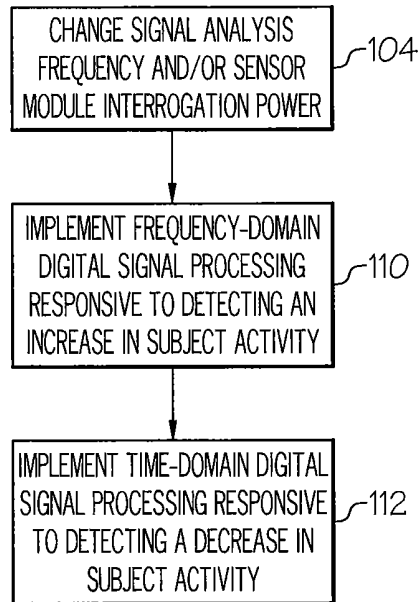 CHANGE SIGNAL ANALYSIS
FREQUENCY AND/OR SENSOR
MODULE INTERROGATION POWER
104
IMPLEMENT FREQUENCY-DOMAIN
DIGITAL SIGNAL PROCESSING
RESPONSIVE TO DETECTING AN
INCREASE IN SUBJECT ACTIVITY
110
IMPLEMENT TIME-DOMAIN DIGITAL
SIGNAL PROCESSING RESPONSIVE
TO DETECTING A DECREASE IN
SUBJECT ACTIVITY
112